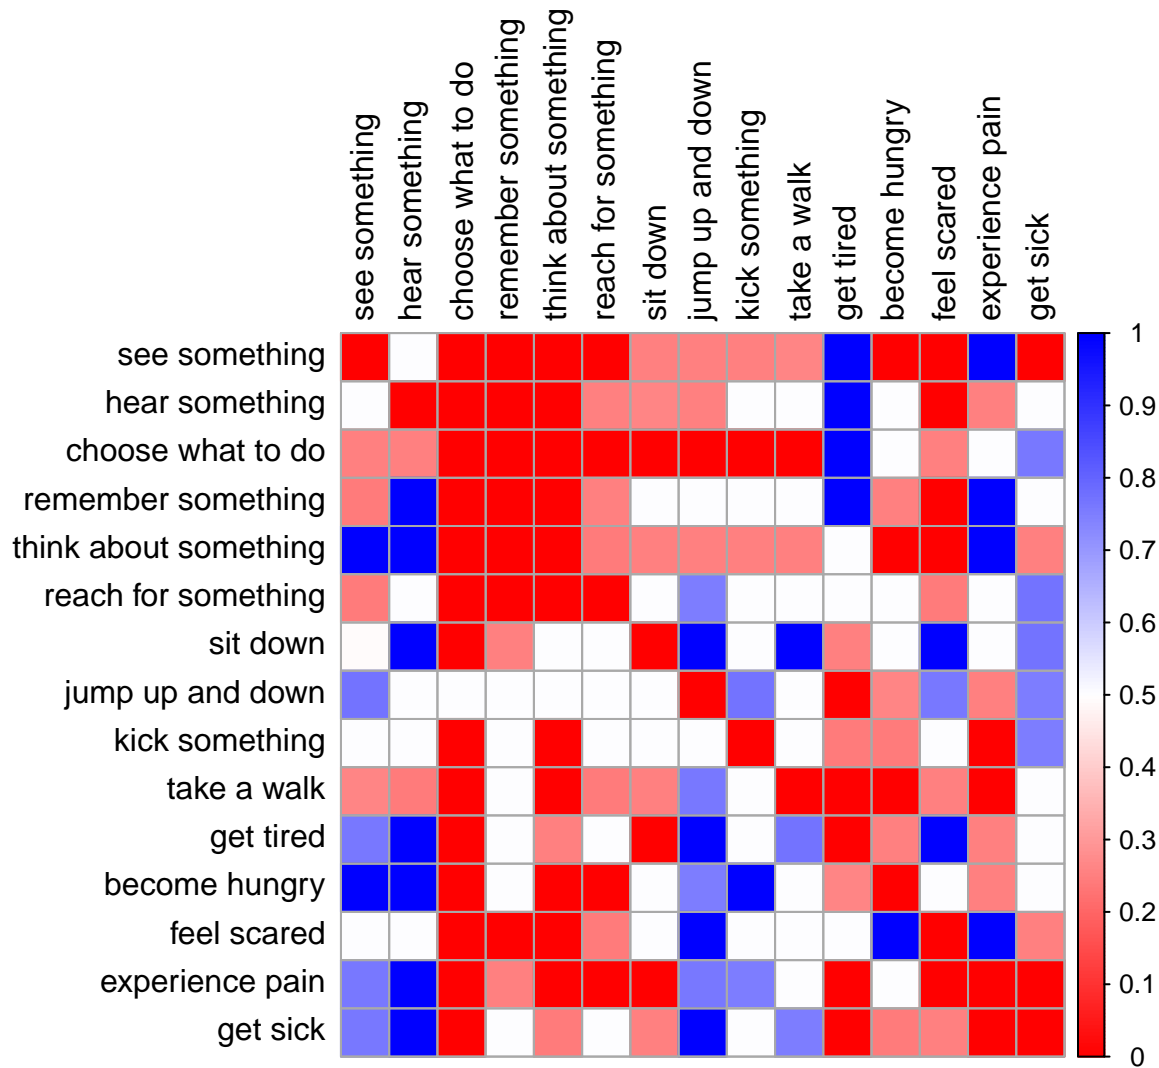 see something
hear something
choose what to do
remember something
think about something
reach for something
sit down
jump up and down
kick something
take a walk
get tired
become hungry
feel scared
experience pain
get sick
see something
hear something
choose what to do
remember something
think about something
reach for something
sit down
jump up and down
kick something
take a walk
get tired
become hungry
feel scared
experience pain
get sick
1
0.9
0.8
0.7
0.6
0.5
0.4
0.3
0.2
0.1
0